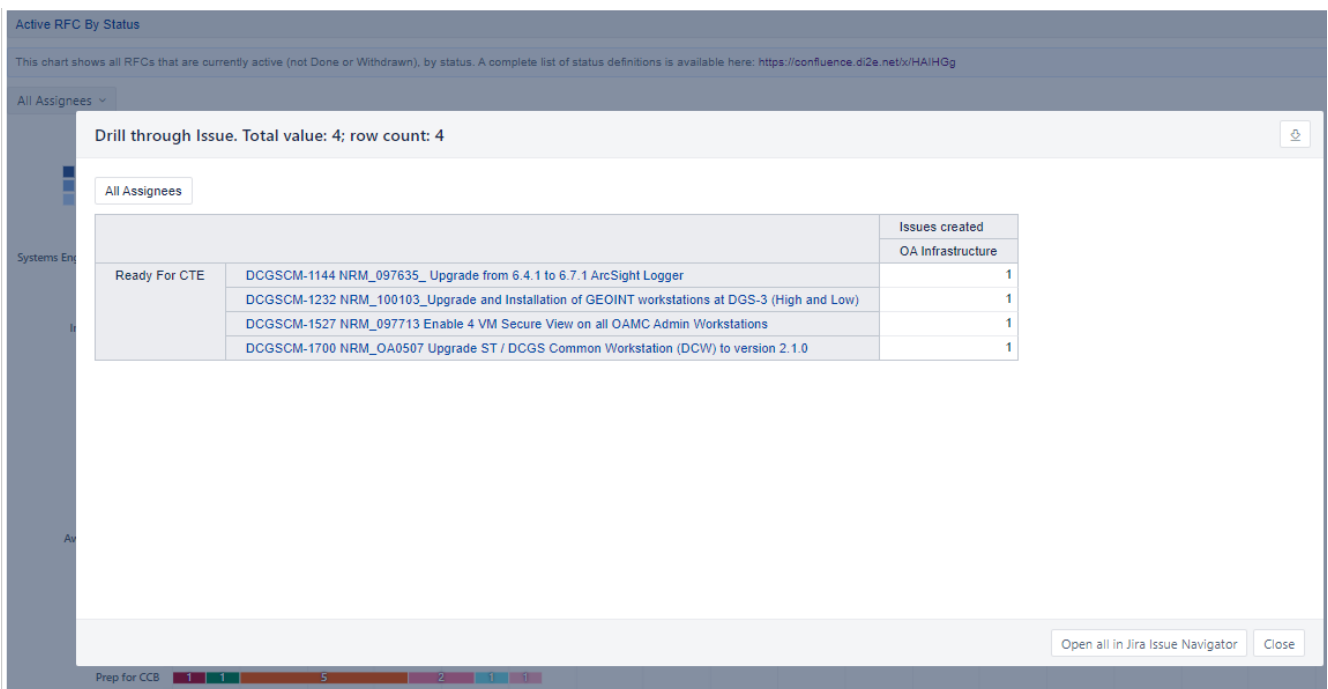 Active RFC By Status
This chart shows all RFCs that are currently active (not Done or Withdrawn), by status. A complete list of status definitions is available here: https://confluence.di2e.net/x/HAIHGg
All Assignees
Drill through Issue. Total value: 4; row count: 4
All Assignees
Issues created
OA Infrastructure
Ready For CTE
DCGSCM-1144 NRM_097635_ Upgrade from 6.4.1 to 6.7.1 ArcSight Logger 1
DCGSCM-1232 NRM_100103_Upgrade and Installation of GEOINT workstations at DGS-3 (High and Low) 1
DCGSCM-1527 NRM_097713 Enable 4 VM Secure View on all OAMC Admin Workstations 1
DCGSCM-1700 NRM_OA0507 Upgrade ST / DCGS Common Workstation (DCW) to version 2.1.0 1
Systems Eng
Open all in Jira Issue Navigator Close
Prep for CCB 1 1 5 2 1 1